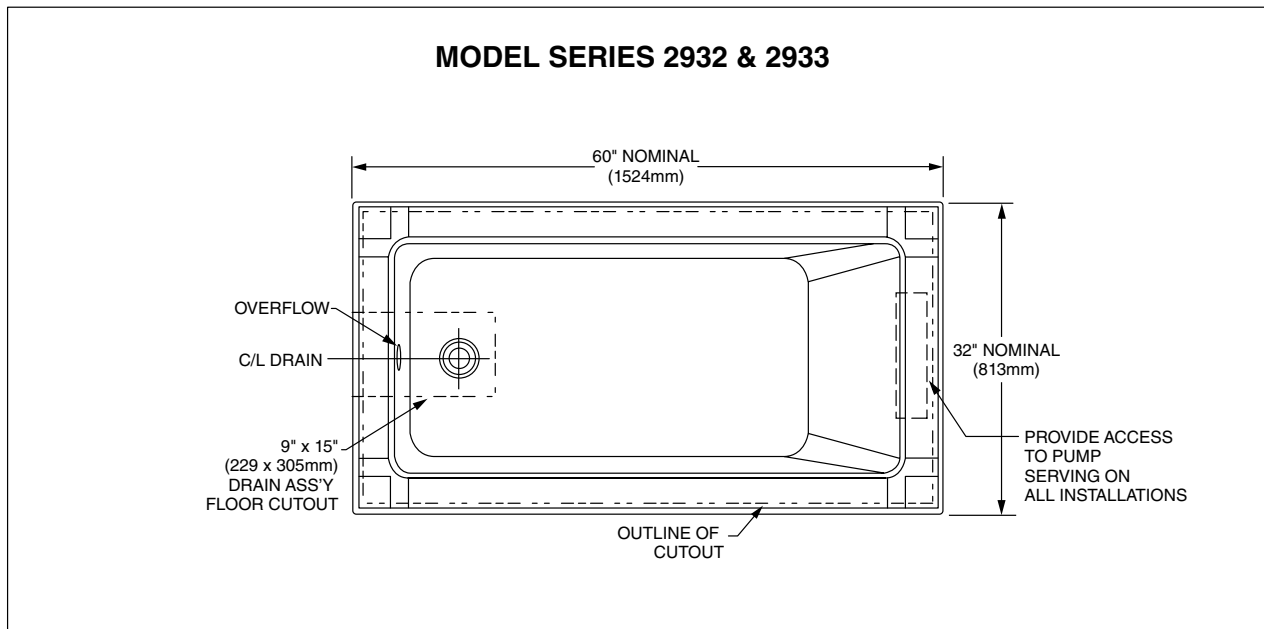 MODEL SERIES 2932 & 2933
60" NOMINAL
(1524mm)
OVERFLOW
C/L DRAIN
32" NOMINAL
(813mm)
9" x 15"
(229 x 305mm)
DRAIN ASS'Y
FLOOR CUTOUT
PROVIDE ACCESS
TO PUMP
SERVING ON
ALL INSTALLATIONS
OUTLINE OF
CUTOUT